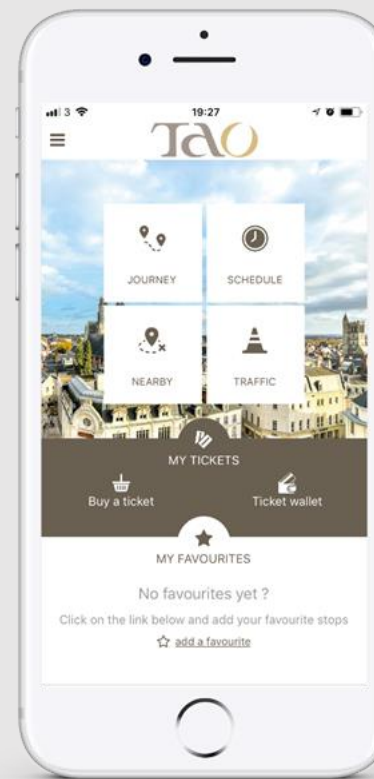 3 19:27
TAO
JOURNEY SCHEDULE
NEARBY TRAFFIC
MY TICKETS
Buy a ticket Ticket wallet
MY FAVOURITES
No favourites yet ?
Click on the link below and add your favourite stops
add a favourite